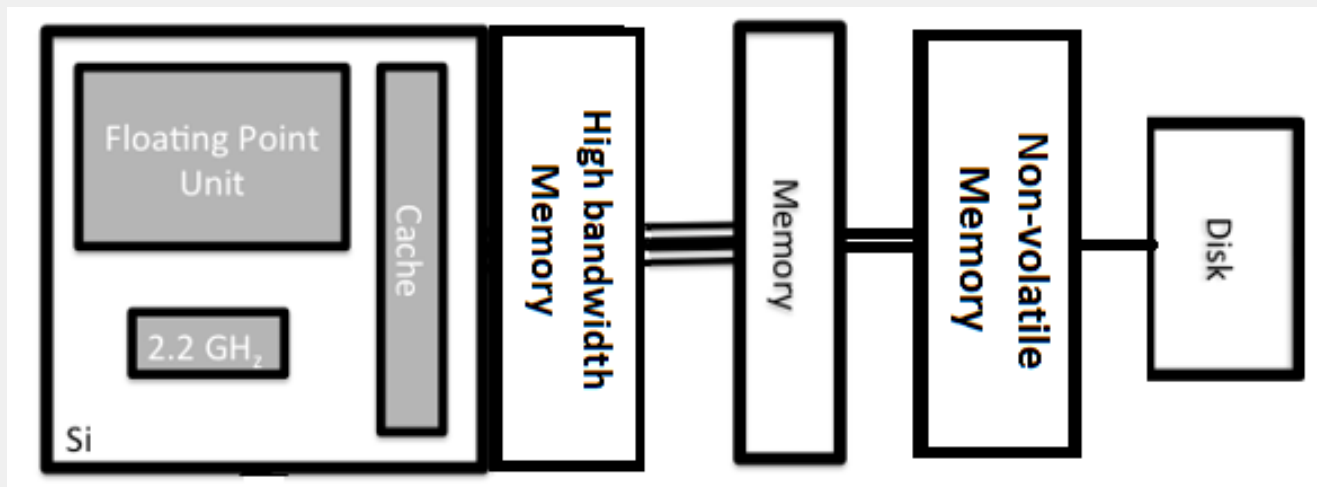 Floating Point
Unit
Cache
2.2 GHz
Si
High bandwidth
Memory
Memory
Non-volatile
Memory
Disk